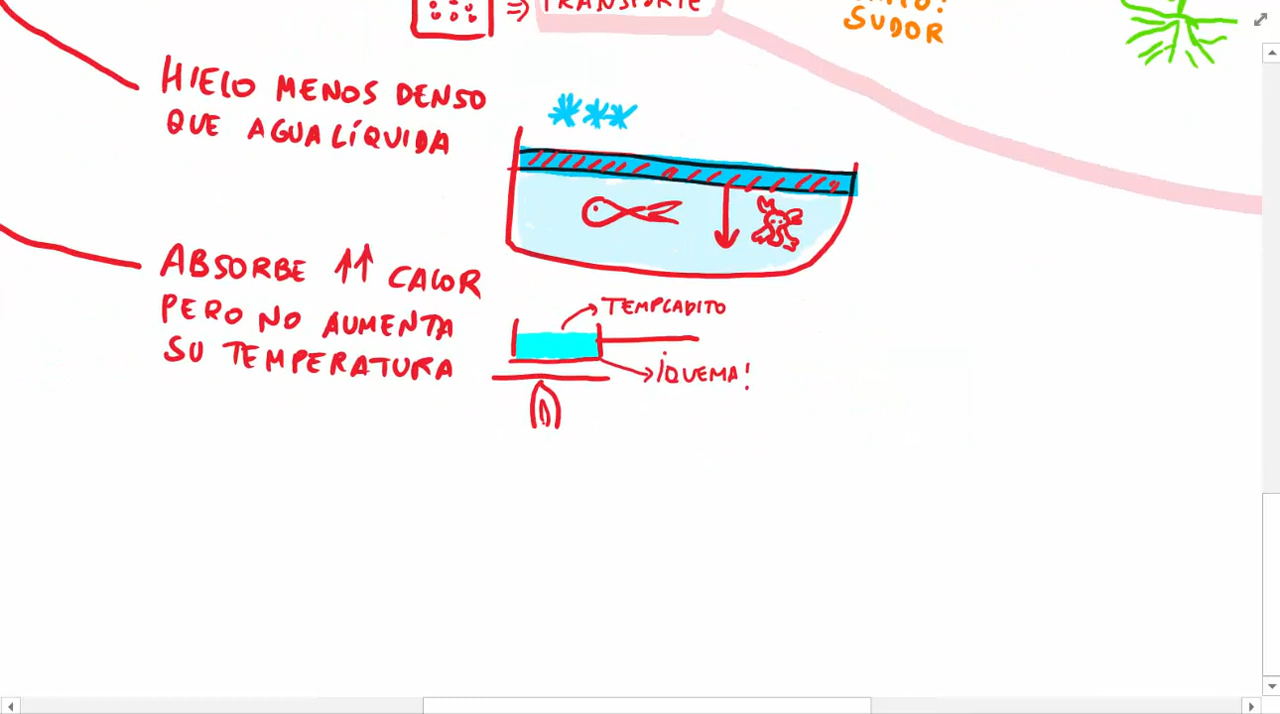 TRANSPORTE
SUDOR
HIELO MENOS DENSO
QUE AGUA LÍQUIDA
ABSORBE ↑↑ CALOR
PERO NO AUMENTA
SU TEMPERATURA
TEMPLADITO
¡QUEMA!